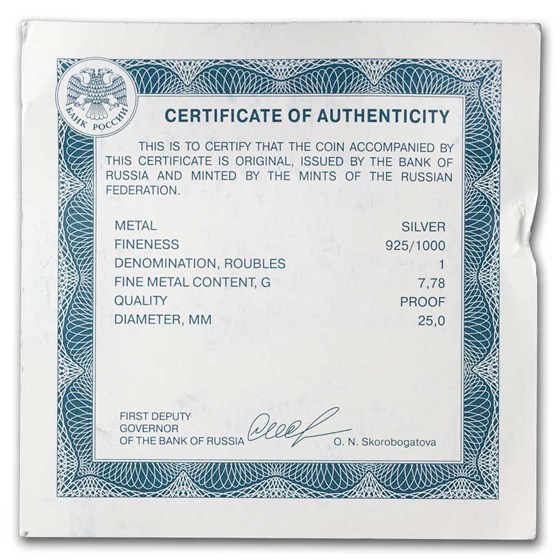 БАНК РОССИИ
CERTIFICATE OF AUTHENTICITY
THIS IS TO CERTIFY THAT THE COIN ACCOMPANIED BY
THIS CERTIFICATE IS ORIGINAL, ISSUED BY THE BANK OF
RUSSIA AND MINTED BY THE MINTS OF THE RUSSIAN
FEDERATION.
METAL SILVER
FINENESS 925/1000
DENOMINATION, ROUBLES 1
FINE METAL CONTENT, G 7,78
QUALITY PROOF
DIAMETER, MM 25,0
FIRST DEPUTY
GOVERNOR
OF THE BANK OF RUSSIA O. N. Skorobogatova